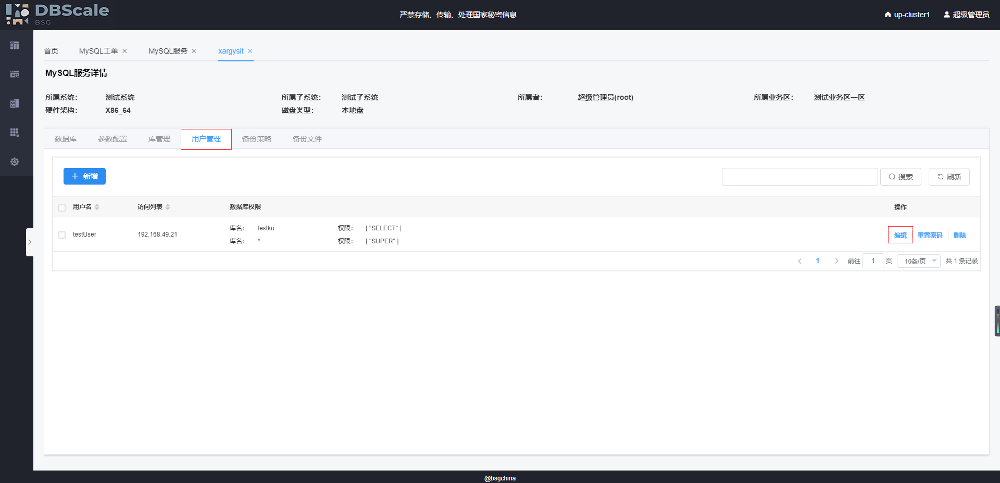 DBScale
BSG
严禁存储、传输、处理国家秘密信息
up-cluster1
超级管理员
首页
MySQL工单
MySQL服务
xargysit
MySQL服务详情
所属系统: 测试系统
所属子系统: 测试子系统
所属者: 超级管理员(root)
所属业务区: 测试业务区一区
硬件架构: X86_64
磁盘类型: 本地盘
数据库
参数配置
库管理
用户管理
备份策略
备份文件
新增
搜索
刷新
用户名
访问列表
数据库权限
操作
testUser
192.168.49.21
库名: testku 权限: [ "SELECT" ]
库名: * 权限: [ "SUPER" ]
编辑
重置密码
删除
1
前往 1 页
10条/页
共 1 条记录
@bsgchina